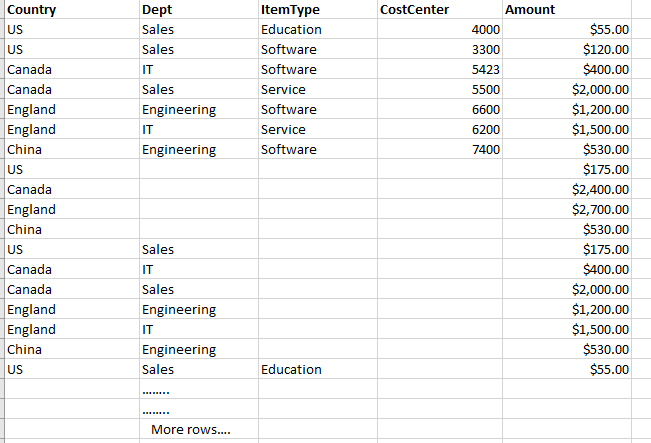 Country Dept ItemType CostCenter Amount
US Sales Education 4000 $55.00
US Sales Software 3300 $120.00
Canada IT Software 5423 $400.00
Canada Sales Service 5500 $2,000.00
England Engineering Software 6600 $1,200.00
England IT Service 6200 $1,500.00
China Engineering Software 7400 $530.00
US $175.00
Canada $2,400.00
England $2,700.00
China $530.00
US Sales $175.00
Canada IT $400.00
Canada Sales $2,000.00
England Engineering $1,200.00
England IT $1,500.00
China Engineering $530.00
US Sales Education $55.00
........
........
More rows....